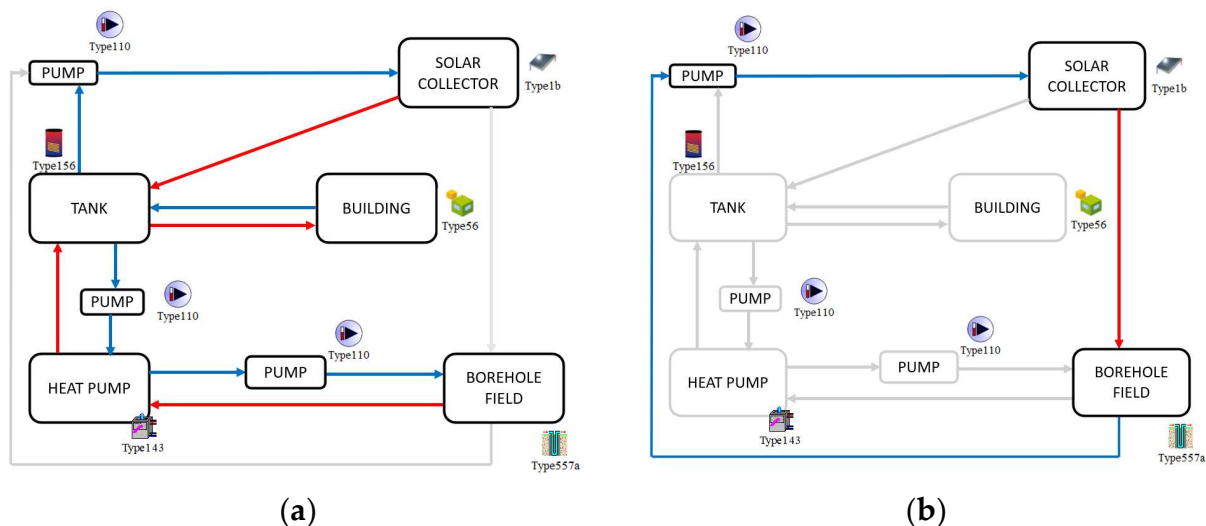 Type110
PUMP
SOLAR
COLLECTOR
Type1b
Type156
TANK
BUILDING
Type56
PUMP
Type110
HEAT PUMP
PUMP
Type110
BOREHOLE
FIELD
Type143
Type557a
(a)
Type110
PUMP
SOLAR
COLLECTOR
Type1b
Type156
TANK
BUILDING
Type56
PUMP
Type110
HEAT PUMP
PUMP
Type110
BOREHOLE
FIELD
Type143
Type557a
(b)